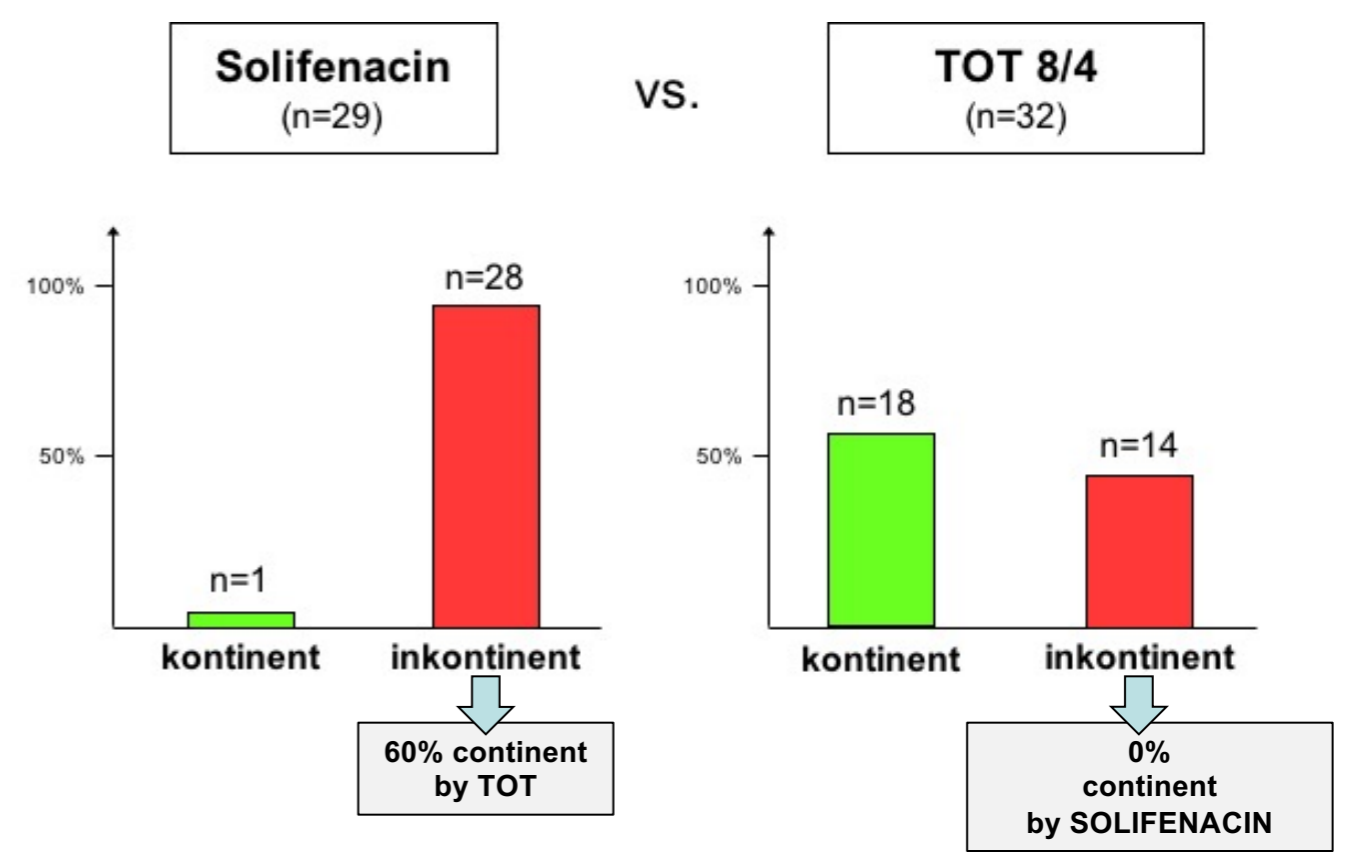 Solifenacin
(n=29)
vs.
TOT 8/4
(n=32)
100%
50%
n=1
n=28
kontinent
inkontinent
60% continent
by TOT
100%
50%
n=18
n=14
kontinent
inkontinent
0%
continent
by SOLIFENACIN